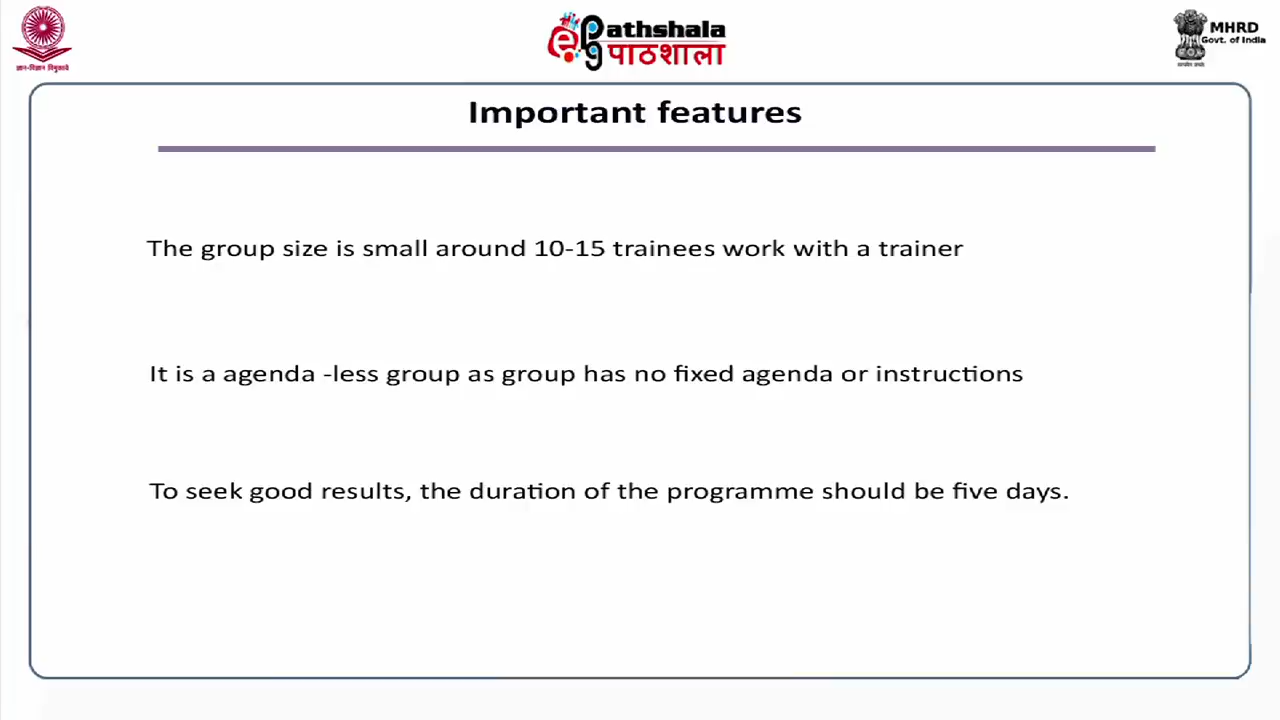 ज्ञान-विज्ञान विमुक्तये
Pathshala
पाठशाला
MHRD
Govt. of India
Important features
The group size is small around 10-15 trainees work with a trainer
It is a agenda -less group as group has no fixed agenda or instructions
To seek good results, the duration of the programme should be five days.